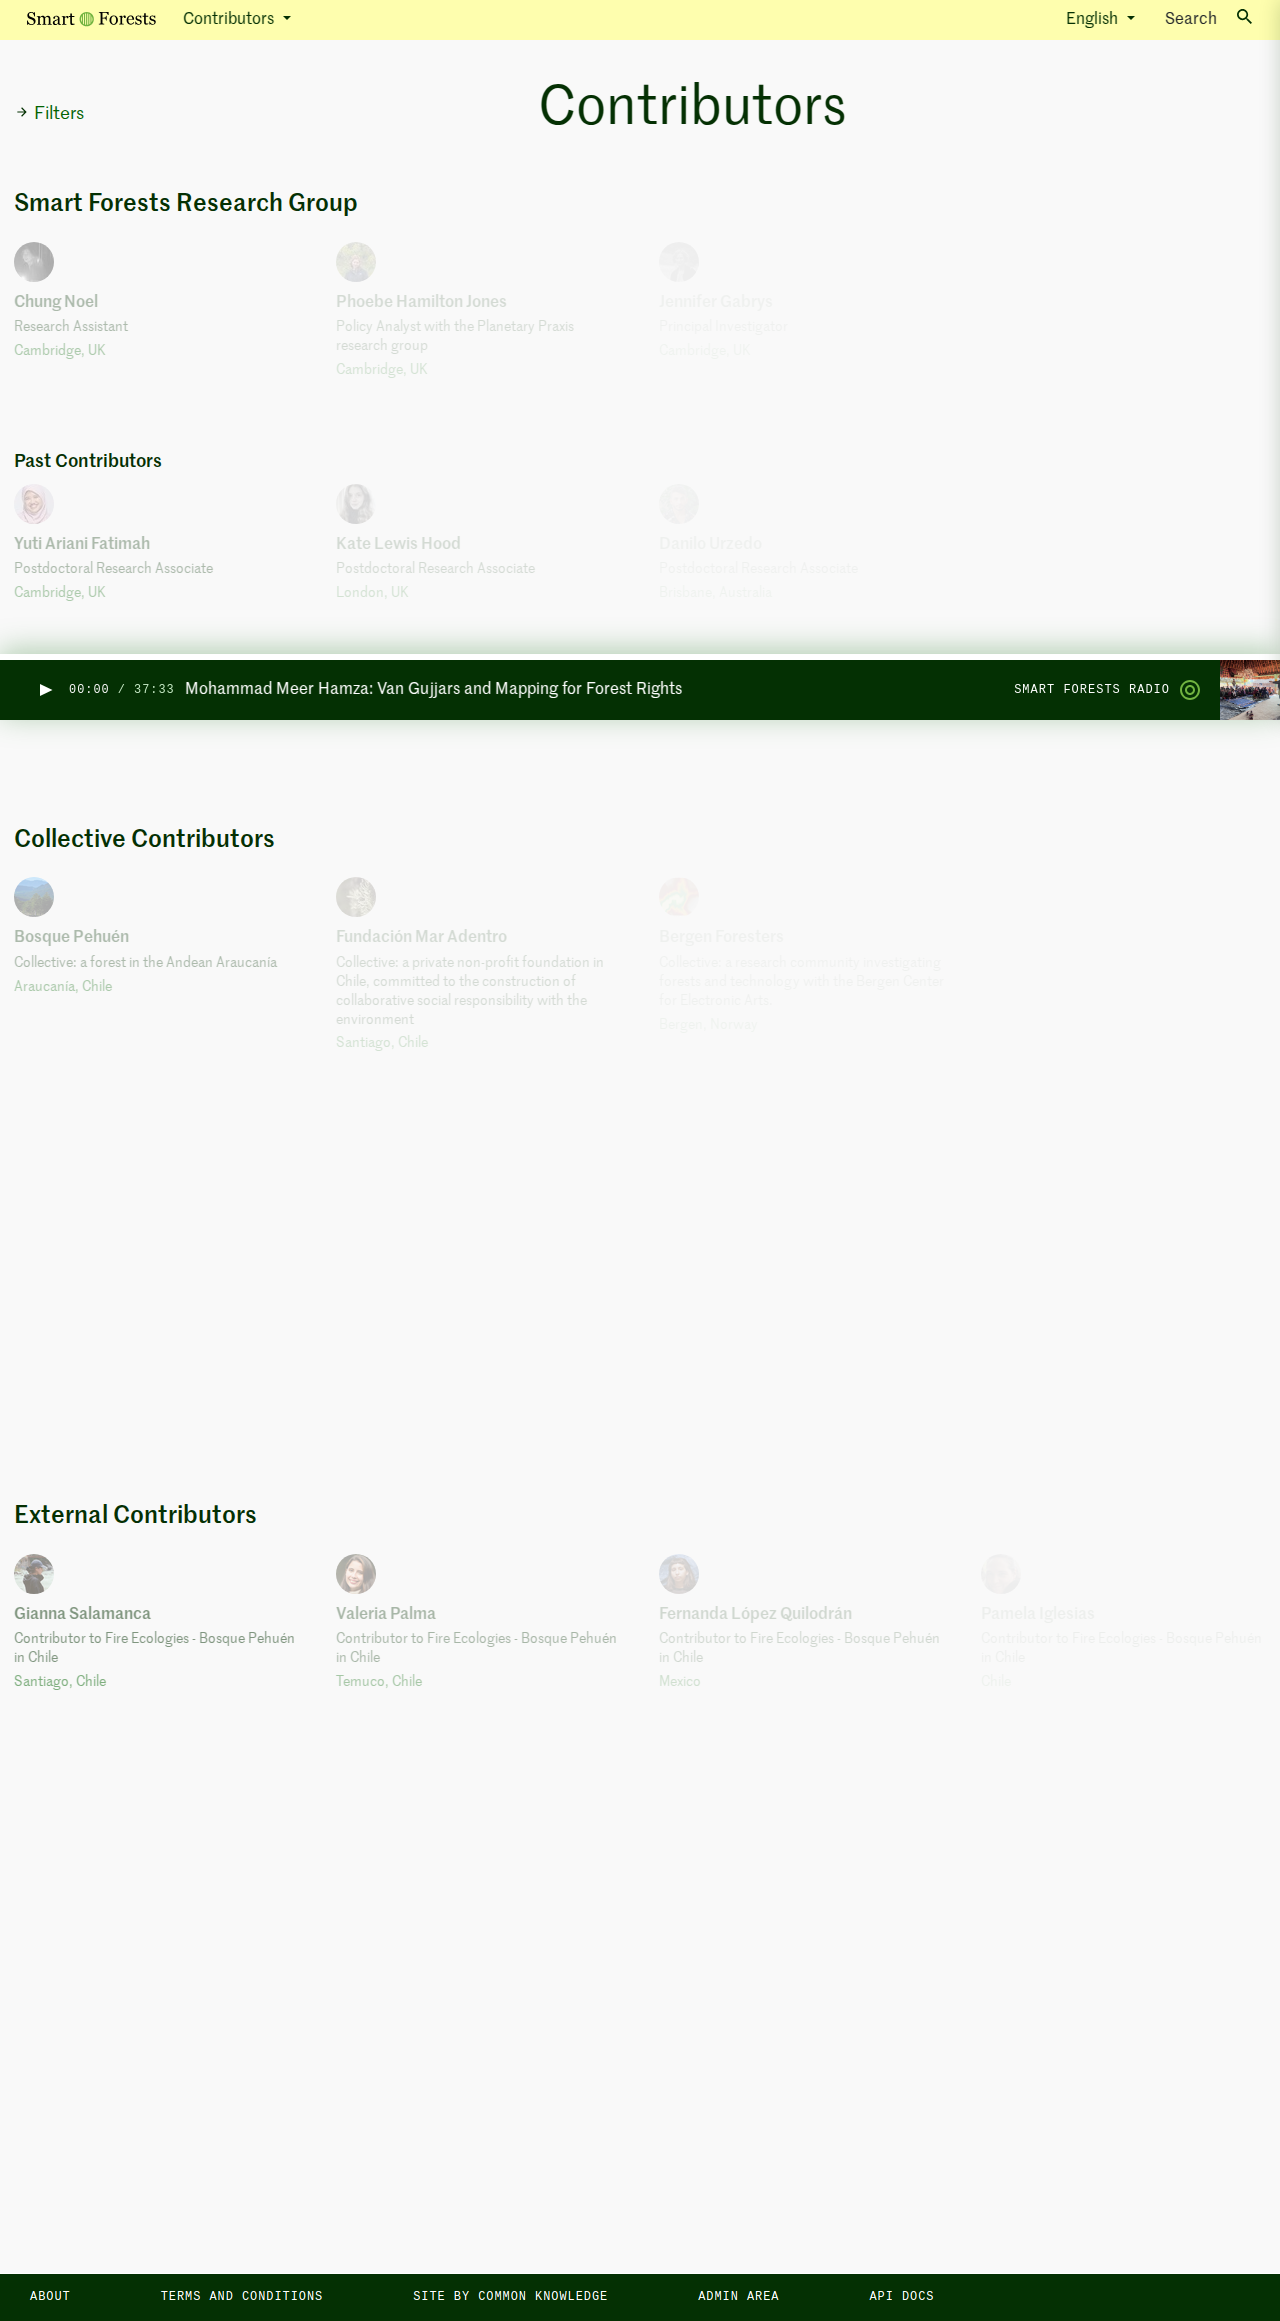 Smart Forests Contributors English Search
Filters
Contributors
Smart Forests Research Group
Chung Noel
Research Assistant
Cambridge, UK
Phoebe Hamilton Jones
Policy Analyst with the Planetary Praxis
research group
Cambridge, UK
Jennifer Gabrys
Principal Investigator
Cambridge, UK
Past Contributors
Yuti Ariani Fatimah
Postdoctoral Research Associate
Cambridge, UK
Kate Lewis Hood
Postdoctoral Research Associate
London, UK
Danilo Urzedo
Postdoctoral Research Associate
Brisbane, Australia
00:00 / 37:33 Mohammad Meer Hamza: Van Gujjars and Mapping for Forest Rights SMART FORESTS RADIO
Collective Contributors
Bosque Pehuén
Collective: a forest in the Andean Araucanía
Araucanía, Chile
Fundación Mar Adentro
Collective: a private non-profit foundation in
Chile, committed to the construction of
collaborative social responsibility with the
environment
Santiago, Chile
Bergen Foresters
Collective: a research community investigating
forests and technology with the Bergen Center
for Electronic Arts
Bergen, Norway
External Contributors
Gianna Salamanca
Contributor to Fire Ecologies - Bosque Pehuén
in Chile
Santiago, Chile
Valeria Palma
Contributor to Fire Ecologies - Bosque Pehuén
in Chile
Temuco, Chile
Fernanda López Quilodrán
Contributor to Fire Ecologies - Bosque Pehuén
in Chile
Mexico
Pamela Iglesias
Contributor to Fire Ecologies - Bosque Pehuén
in Chile
Chile
ABOUT TERMS AND CONDITIONS SITE BY COMMON KNOWLEDGE ADMIN AREA API DOCS